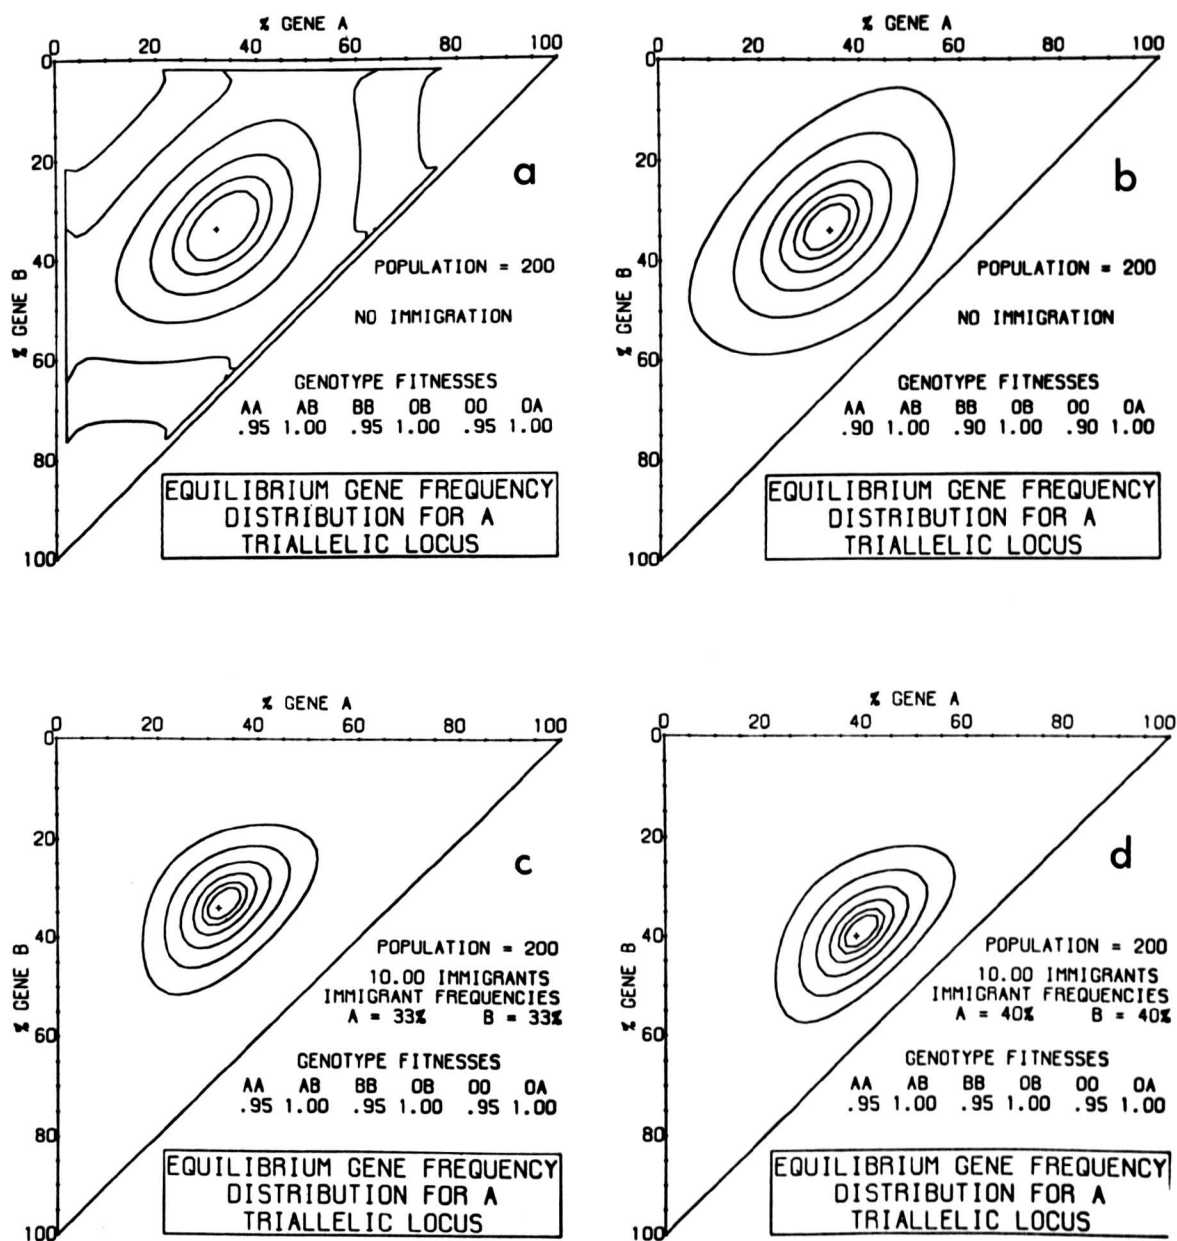 % GENE A
0 20 40 60 80 100
0
20
40
60
80
100
% GENE B
a
POPULATION = 200
NO IMMIGRATION
GENOTYPE FITNESSES
AA AB BB OB OO OA
.95 1.00 .95 1.00 .95 1.00
EQUILIBRIUM GENE FREQUENCY
DISTRIBUTION FOR A
TRIALLELIC LOCUS
% GENE A
0 20 40 60 80 100
0
20
40
60
80
100
% GENE B
b
POPULATION = 200
NO IMMIGRATION
GENOTYPE FITNESSES
AA AB BB OB OO OA
.90 1.00 .90 1.00 .90 1.00
EQUILIBRIUM GENE FREQUENCY
DISTRIBUTION FOR A
TRIALLELIC LOCUS
% GENE A
0 20 40 60 80 100
0
20
40
60
80
100
% GENE B
c
POPULATION = 200
10.00 IMMIGRANTS
IMMIGRANT FREQUENCIES
A = 33% B = 33%
GENOTYPE FITNESSES
AA AB BB OB OO OA
.95 1.00 .95 1.00 .95 1.00
EQUILIBRIUM GENE FREQUENCY
DISTRIBUTION FOR A
TRIALLELIC LOCUS
% GENE A
0 20 40 60 80 100
0
20
40
60
80
100
% GENE B
d
POPULATION = 200
10.00 IMMIGRANTS
IMMIGRANT FREQUENCIES
A = 40% B = 40%
GENOTYPE FITNESSES
AA AB BB OB OO OA
.95 1.00 .95 1.00 .95 1.00
EQUILIBRIUM GENE FREQUENCY
DISTRIBUTION FOR A
TRIALLELIC LOCUS